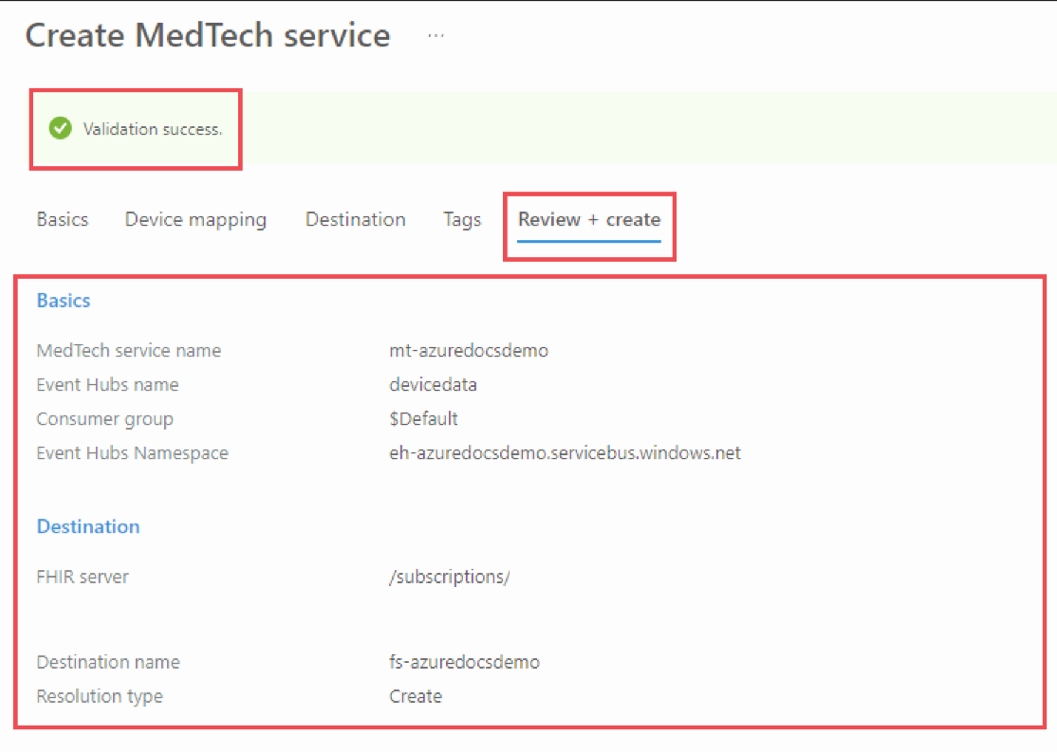 Create MedTech service ...
Validation success.
Basics Device mapping Destination Tags Review + create
Basics
MedTech service name mt-azuredocsdemo
Event Hubs name devicedata
Consumer group $Default
Event Hubs Namespace eh-azuredocsdemo.servicebus.windows.net
Destination
FHIR server /subscriptions/
Destination name fs-azuredocsdemo
Resolution type Create